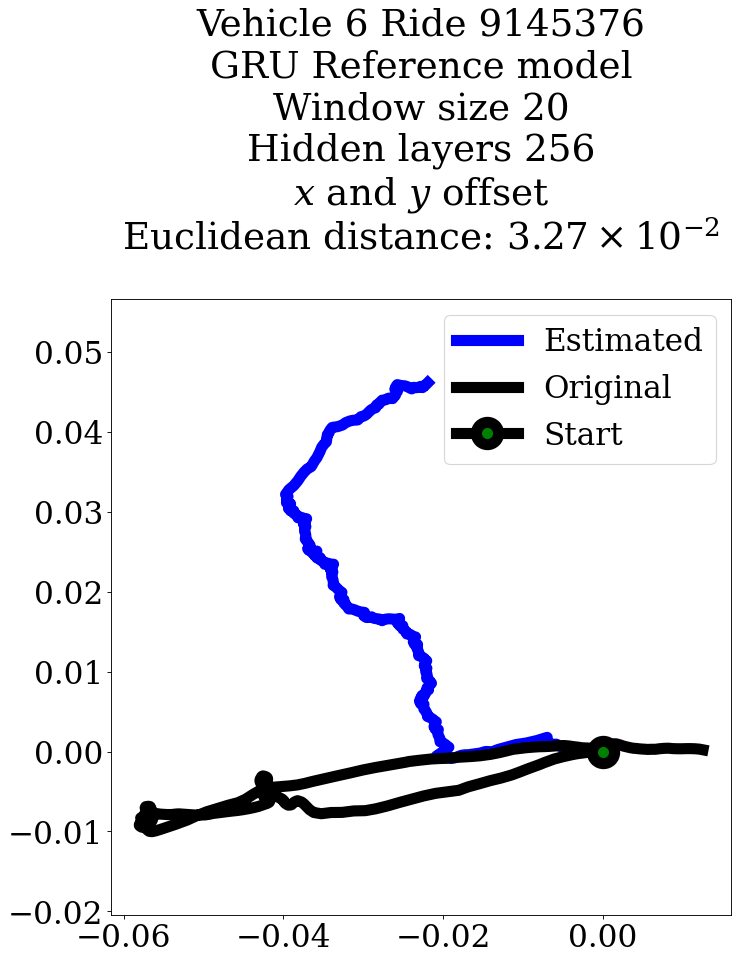 Vehicle 6 Ride 9145376
GRU Reference model
Window size 20
Hidden layers 256
x and y offset
Euclidean distance: 3.27 × 10⁻²
Estimated
Original
Start
0.05
0.04
0.03
0.02
0.01
0.00
−0.01
−0.02
−0.06 −0.04 −0.02 0.00